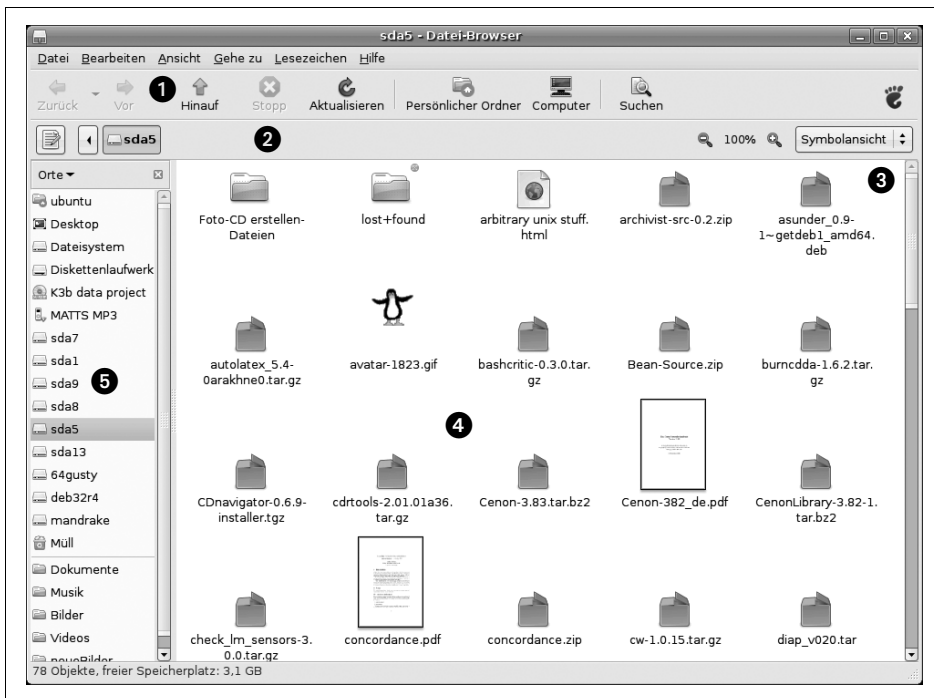 sda5 - Datei-Browser
Datei Bearbeiten Ansicht Gehe zu Lesezeichen Hilfe
Zurück Vor 1 Hinauf Stopp Aktualisieren Persönlicher Ordner Computer Suchen
sda5 2 100% Symbolansicht
Orte
3
ubuntu
Desktop
Dateisystem
Diskettenlaufwerk
K3b data project
MATTS MP3
sda7
sda1
sda9
5
sda8
sda5
sda13
64gusty
deb32r4
mandrake
Müll
Dokumente
Musik
Bilder
Videos
neueBilder
Foto-CD erstellen-
Dateien
lost+found
arbitrary unix stuff.
html
archivist-src-0.2.zip
asunder_0.9-
1~getdeb1_amd64.
deb
autolatex_5.4-
0arakhne0.tar.gz
avatar-1823.gif
bashcritic-0.3.0.tar.
gz
Bean-Source.zip
burncdda-1.6.2.tar.
gz
4
CDnavigator-0.6.9-
installer.tgz
cdrtools-2.01.01a36.
tar.gz
Cenon-3.83.tar.bz2
Cenon-382_de.pdf
CenonLibrary-3.82-1.
tar.bz2
check_lm_sensors-3.
0.0.tar.gz
concordance.pdf
concordance.zip
cw-1.0.15.tar.gz
diap_v020.tar
78 Objekte, freier Speicherplatz: 3,1 GB